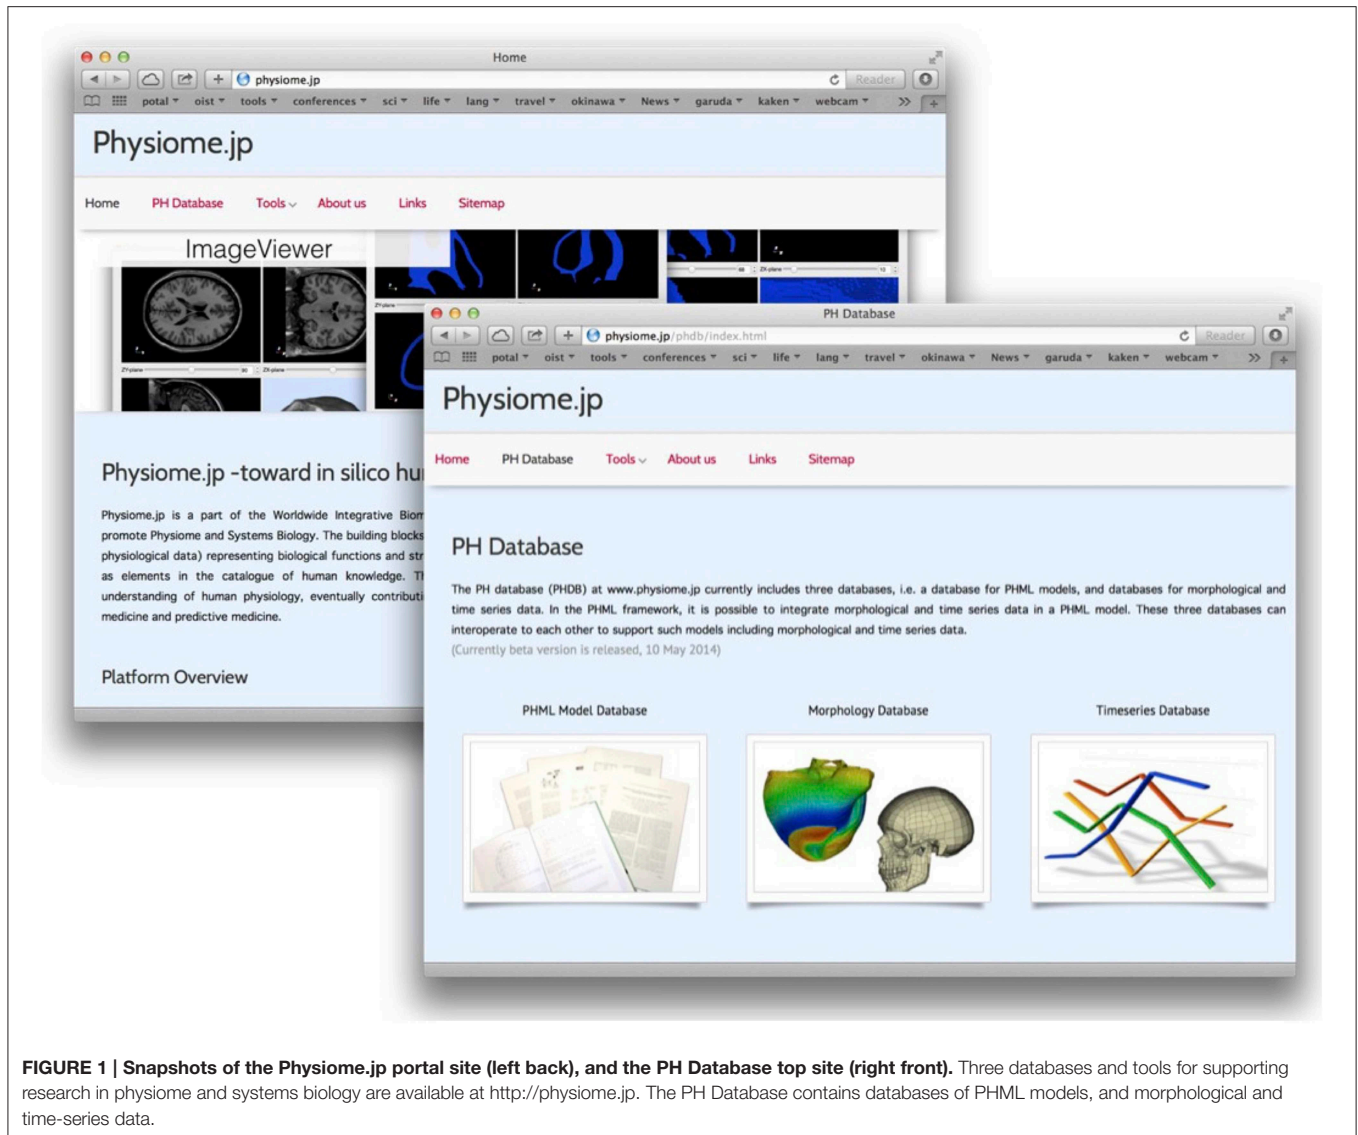 Home
physiome.jp
Reader
potal oist tools conferences sci life lang travel okinawa News garuda kaken webcam
Physiome.jp
Home PH Database Tools About us Links Sitemap
ImageViewer
Physiome.jp -toward in silico hu
Physiome.jp is a part of the Worldwide Integrative Biom
promote Physiome and Systems Biology. The building blocks
physiological data) representing biological functions and str
as elements in the catalogue of human knowledge. Th
understanding of human physiology, eventually contributi
medicine and predictive medicine.
Platform Overview
PH Database
physiome.jp/phdb/index.html
Reader
potal oist tools conferences sci life lang travel okinawa News garuda kaken webcam
Physiome.jp
Home PH Database Tools About us Links Sitemap
PH Database
The PH database (PHDB) at www.physiome.jp currently includes three databases, i.e. a database for PHML models, and databases for morphological and
time series data. In the PHML framework, it is possible to integrate morphological and time series data in a PHML model. These three databases can
interoperate to each other to support such models including morphological and time series data.
(Currently beta version is released, 10 May 2014)
PHML Model Database Morphology Database Timeseries Database
FIGURE 1 | Snapshots of the Physiome.jp portal site (left back), and the PH Database top site (right front). Three databases and tools for supporting
research in physiome and systems biology are available at http://physiome.jp. The PH Database contains databases of PHML models, and morphological and
time-series data.